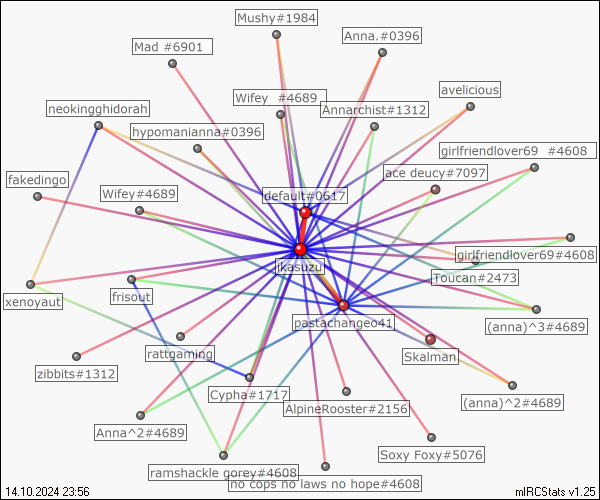 Mushy#1984
Anna.#0396
Mad #6901
avelicious
Wifey  #4689
Annarchist#1312
neokingghidorah
hypomanianna#0396
girlfriendlover69  #4608
ace deucy#7097
fakedingo
Wifey#4689
default#0617
girlfriendlover69#4608
jkasuzu
Toucan#2473
xenoyaut
frisout
pastachangeo41
(anna)^3#4689
rattgaming
Skalman
zibbits#1312
Cypha#1717
AlpineRooster#2156
(anna)^2#4689
Anna^2#4689
Soxy Foxy#5076
ramshackle gorey#4608
no cops no laws no hope#4608
14.10.2024 23:56
mIRCStats v1.25